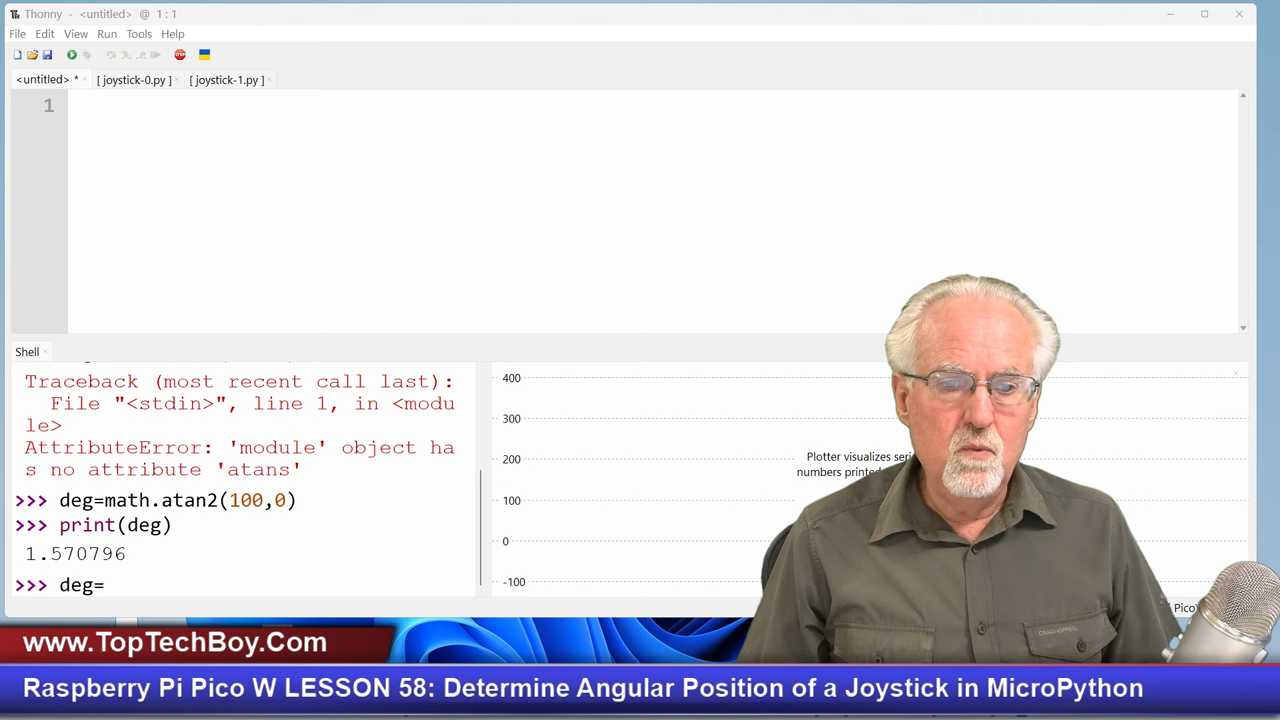 Thonny - <untitled> @ 1 : 1
File Edit View Run Tools Help
<untitled> * [ joystick-0.py ] [ joystick-1.py ]
1
Shell
Traceback (most recent call last):
File "<stdin>", line 1, in <modu
le>
AttributeError: 'module' object ha
s no attribute 'atans'
>>> deg=math.atan2(100,0)
>>> print(deg)
1.570796
>>> deg=
400
300
200
100
0
-100
Plotter visualizes
numbers printed
Pico)
www.TopTechBoy.Com
Raspberry Pi Pico W LESSON 58: Determine Angular Position of a Joystick in MicroPython